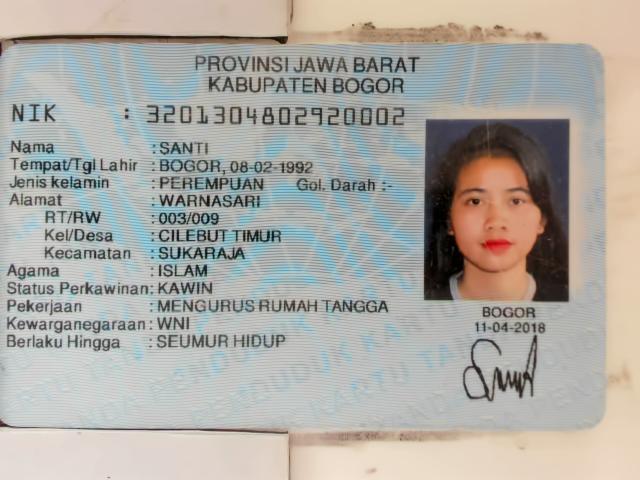 PROVINSI JAWA BARAT
KABUPATEN BOGOR
NIK : 3201304802920002
Nama : SANTI
Tempat/Tgl Lahir : BOGOR, 08-02-1992
Jenis kelamin : PEREMPUAN Gol. Darah :-
Alamat : WARNASARI
RT/RW : 003/009
Kel/Desa : CILEBUT TIMUR
Kecamatan : SUKARAJA
Agama : ISLAM
Status Perkawinan: KAWIN
Pekerjaan : MENGURUS RUMAH TANGGA
Kewarganegaraan: WNI
Berlaku Hingga : SEUMUR HIDUP
BOGOR
11-04-2018